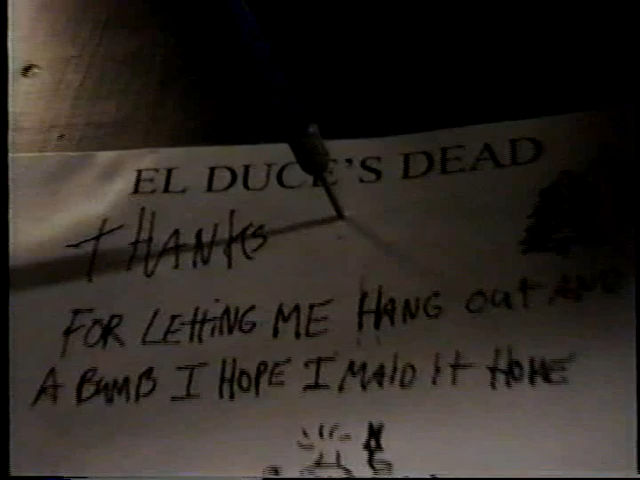 EL DUCE'S DEAD
THANKS
FOR LETTING ME HANG OUT AND
A BUMB I HOPE I MAID IT HOME